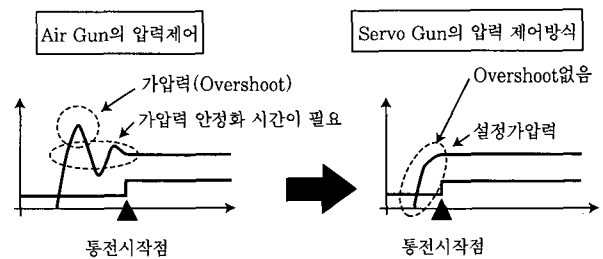 Air Gun의 압력제어
가압력(Overshoot)
가압력 안정화 시간이 필요
통전시작점
Servo Gun의 압력 제어방식
Overshoot없음
설정가압력
통전시작점